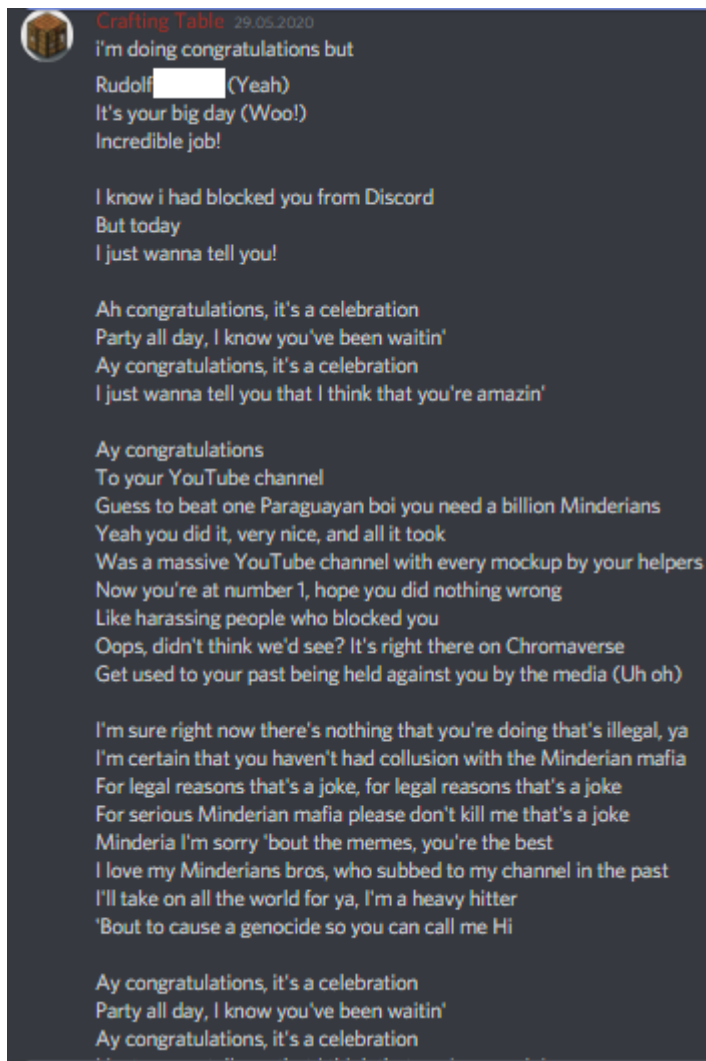 Crafting Table 29.05.2020
i'm doing congratulations but
Rudolf (Yeah)
It's your big day (Woo!)
Incredible job!
I know i had blocked you from Discord
But today
I just wanna tell you!
Ah congratulations, it's a celebration
Party all day, I know you've been waitin'
Ay congratulations, it's a celebration
I just wanna tell you that I think that you're amazin'
Ay congratulations
To your YouTube channel
Guess to beat one Paraguayan boi you need a billion Minderians
Yeah you did it, very nice, and all it took
Was a massive YouTube channel with every mockup by your helpers
Now you're at number 1, hope you did nothing wrong
Like harassing people who blocked you
Oops, didn't think we'd see? It's right there on Chromaverse
Get used to your past being held against you by the media (Uh oh)
I'm sure right now there's nothing that you're doing that's illegal, ya
I'm certain that you haven't had collusion with the Minderian mafia
For legal reasons that's a joke, for legal reasons that's a joke
For serious Minderian mafia please don't kill me that's a joke
Minderia I'm sorry 'bout the memes, you're the best
I love my Minderians bros, who subbed to my channel in the past
I'll take on all the world for ya, I'm a heavy hitter
'Bout to cause a genocide so you can call me Hi
Ay congratulations, it's a celebration
Party all day, I know you've been waitin'
Ay congratulations, it's a celebration